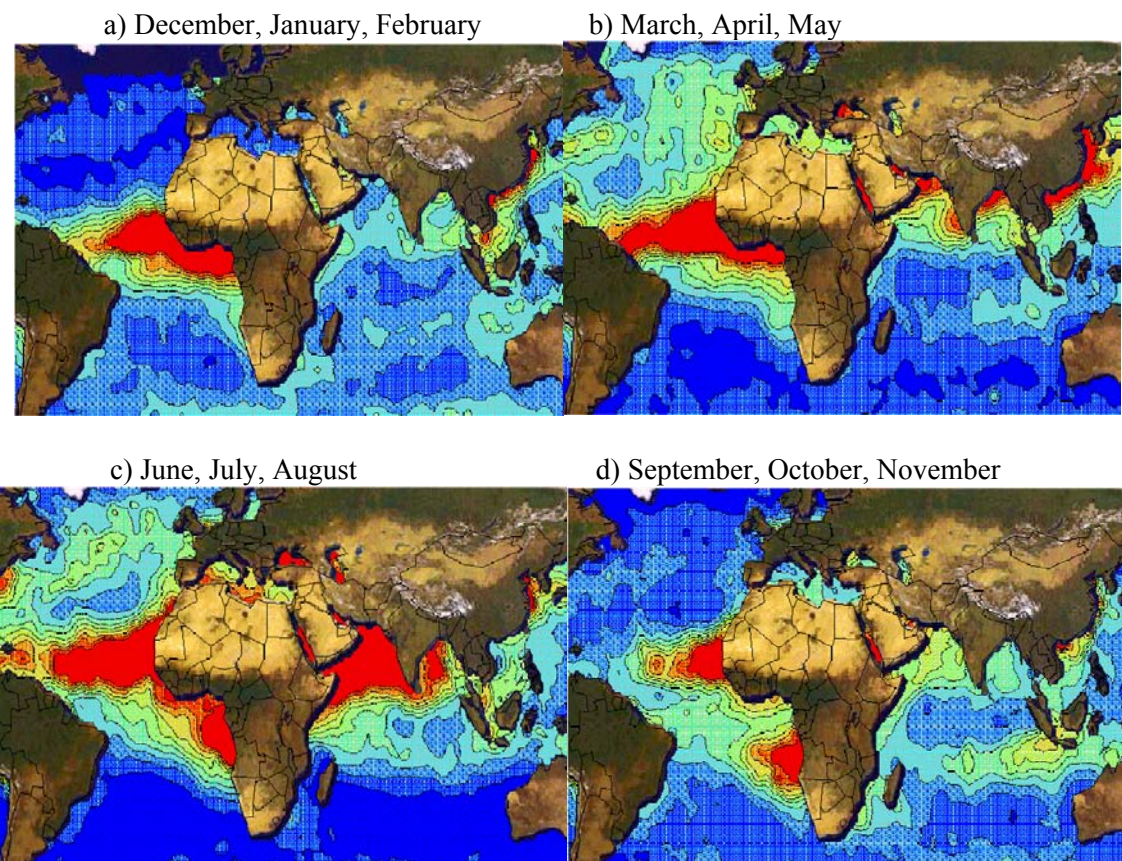 a) December, January, February
b) March, April, May
c) June, July, August
d) September, October, November